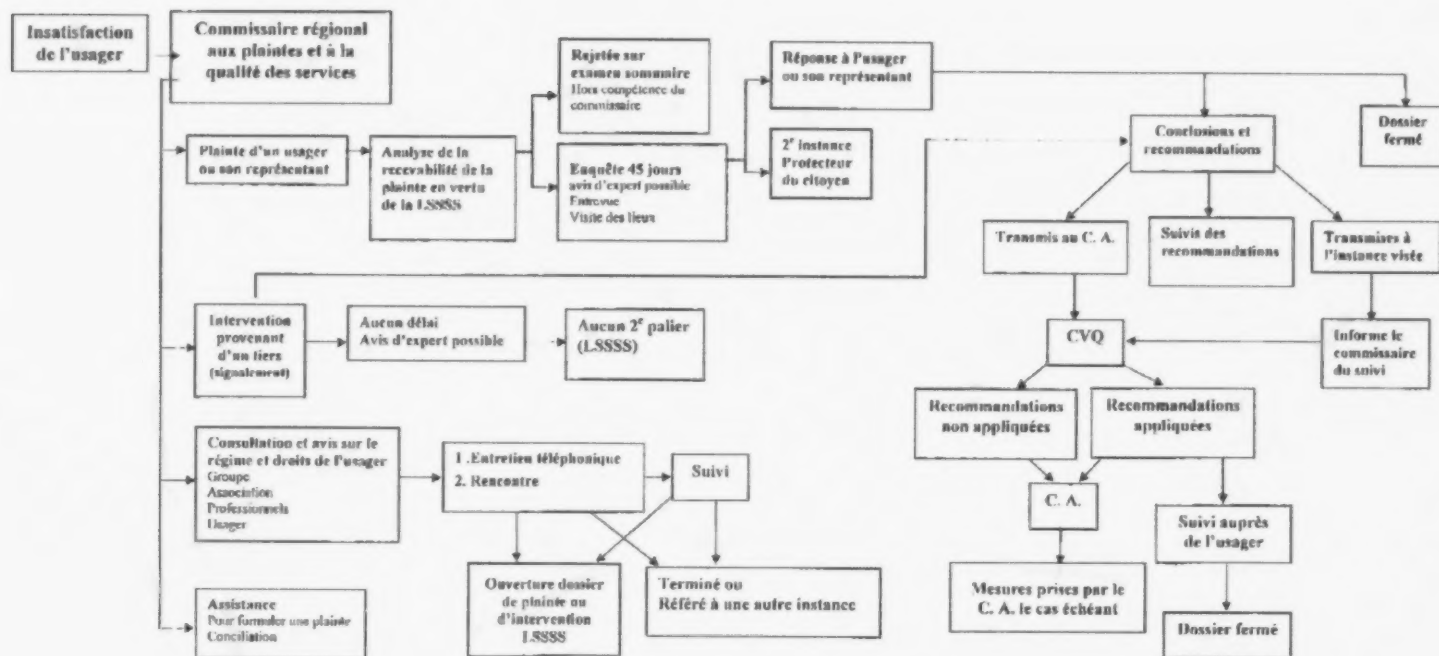 Insatisfaction
de l'usager
Commissaire régional
aux plaintes et à la
qualité des services
Rejetée sur
examen sommaire
Hors compétence du
commissaire
Réponse à l'usager
ou son représentant
Dossier
fermé
Plainte d'un usager
ou son représentant
Analyse de la
recevabilité de la
plainte en vertu
de la LSSSS
Enquête 45 jours
avis d'expert possible
Entrevue
Visite des lieux
2e instance
Protecteur
du citoyen
Conclusions et
recommandations
Transmis au C. A.
Suivis des
recommandations
Transmises à
l'instance visée
Intervention
provenant
d'un tiers
(signalement)
Aucun délai
Avis d'expert possible
Aucun 2e palier
(LSSSS)
CVQ
Informe le
commissaire
du suivi
Recommandations
non appliquées
Recommandations
appliquées
Consultation et avis sur le
régime et droits de l'usager
Groupe
Association
Professionnels
Usager
1 .Entretien téléphonique
2. Rencontre
Suivi
C. A.
Suivi auprès
de l'usager
Ouverture dossier
de plainte ou
d'intervention
LSSSS
Terminé ou
Référé à une autre instance
Mesures prises par le
C. A. le cas échéant
Assistance
Pour formuler une plainte
Conciliation
Dossier fermé